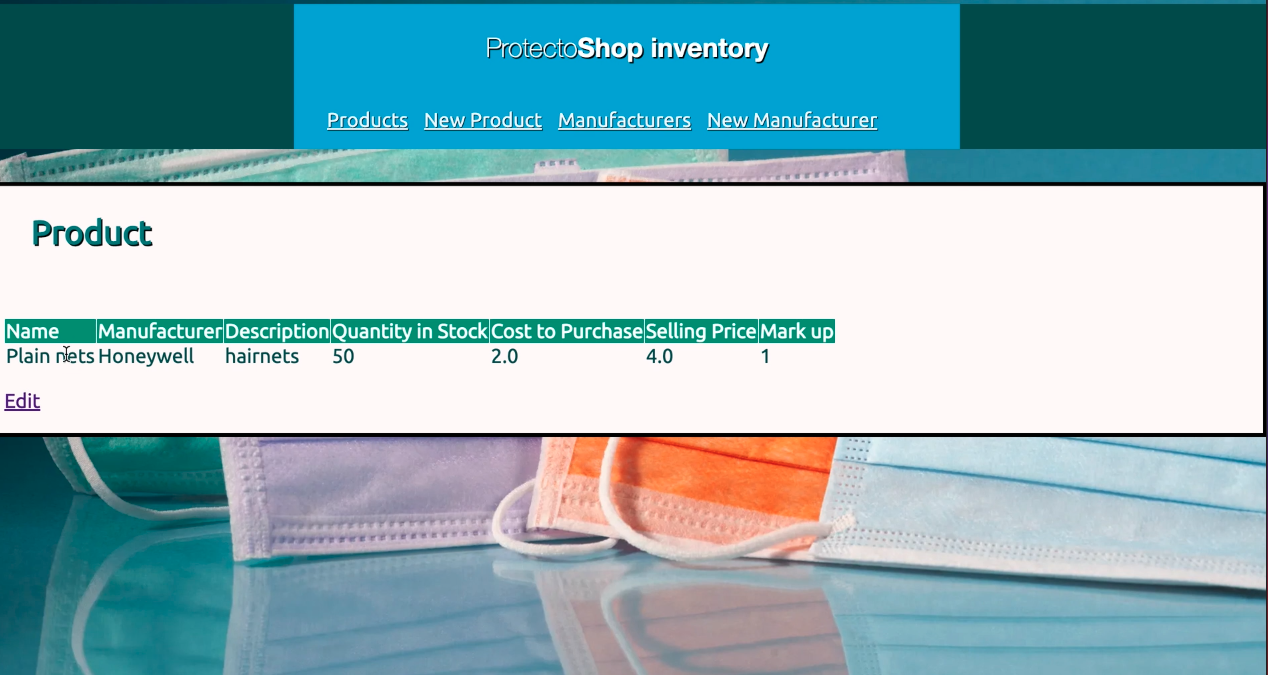 ProtectoShop inventory
Products New Product Manufacturers New Manufacturer
Product
Name Manufacturer Description Quantity in Stock Cost to Purchase Selling Price Mark up
Plain nets Honeywell hairnets 50 2.0 4.0 1
Edit